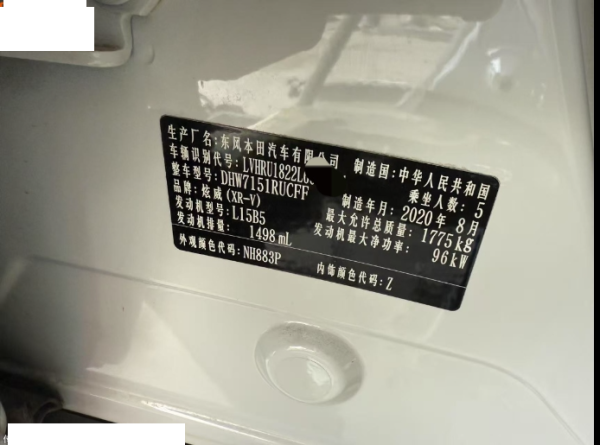 生产厂名:东风本田汽车有限公司 制造国:中华人民共和国
车辆识别代号:LVHRU1822L 乘坐人数:5
整车型号:DHW7151RUCFF 制造年月:2020年8月
品牌:炫威(XR-V) 最大允许总质量:1775kg
发动机型号:L15B5 发动机最大净功率:96kW
发动机排量:1498mL
外观颜色代码:NH883P 内饰颜色代码:Z